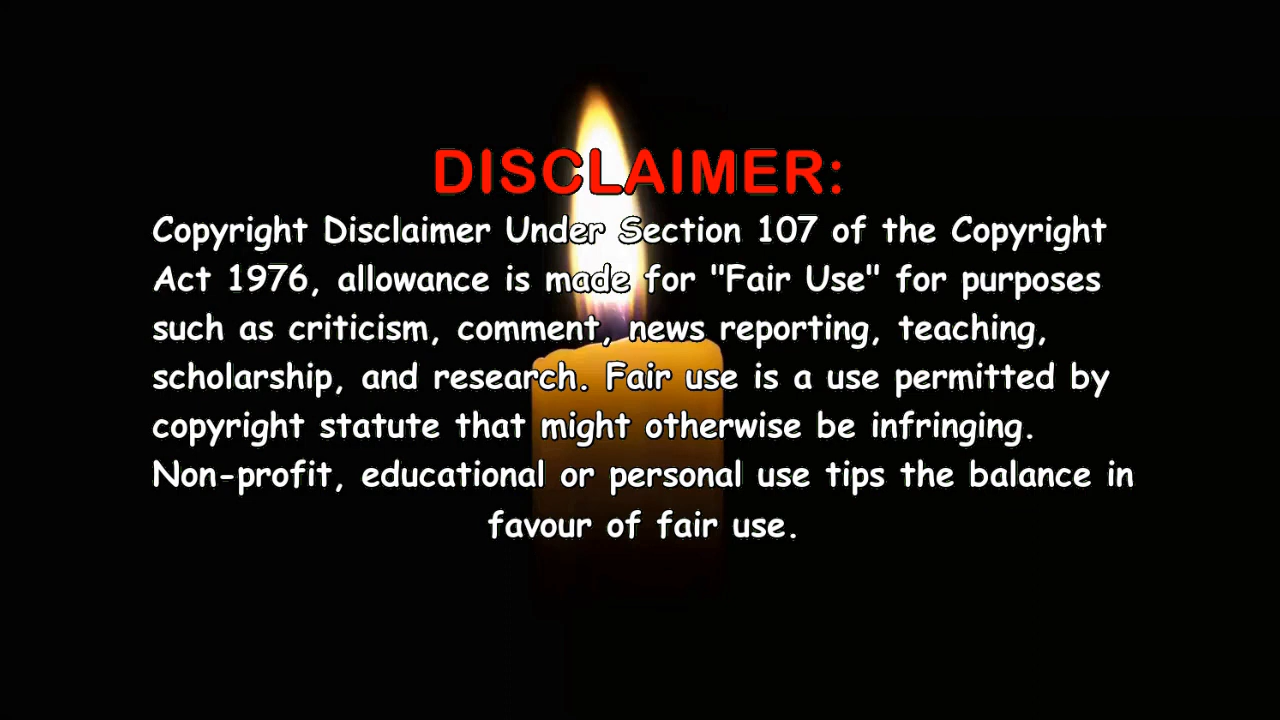 DISCLAIMER:
Copyright Disclaimer Under Section 107 of the Copyright
Act 1976, allowance is made for "Fair Use" for purposes
such as criticism, comment, news reporting, teaching,
scholarship, and research. Fair use is a use permitted by
copyright statute that might otherwise be infringing.
Non-profit, educational or personal use tips the balance in
favour of fair use.